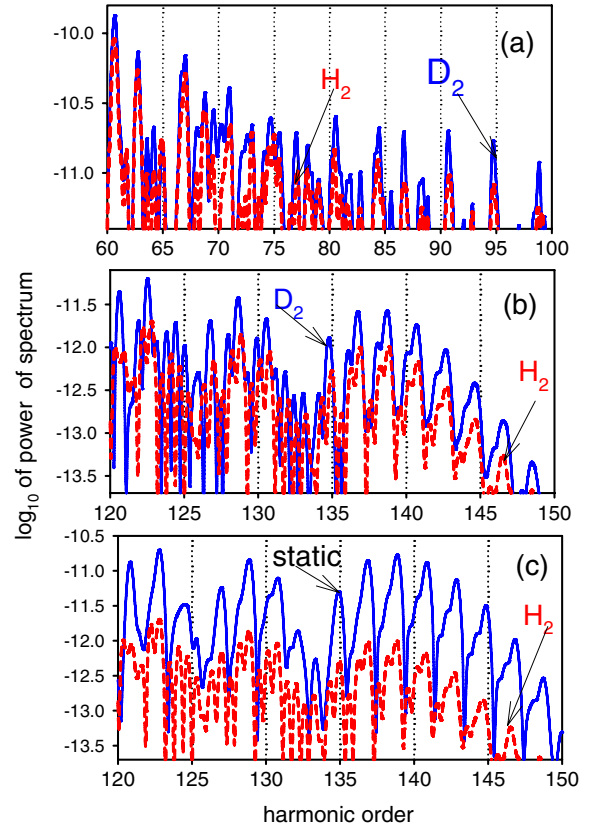 (a)
H2
D2
-10.0
-10.5
-11.0
60 65 70 75 80 85 90 95 100
(b)
D2
H2
-11.5
-12.0
-12.5
-13.0
-13.5
120 125 130 135 140 145 150
log10 of power of spectrum
(c)
static
H2
-10.5
-11.0
-11.5
-12.0
-12.5
-13.0
-13.5
120 125 130 135 140 145 150
harmonic order